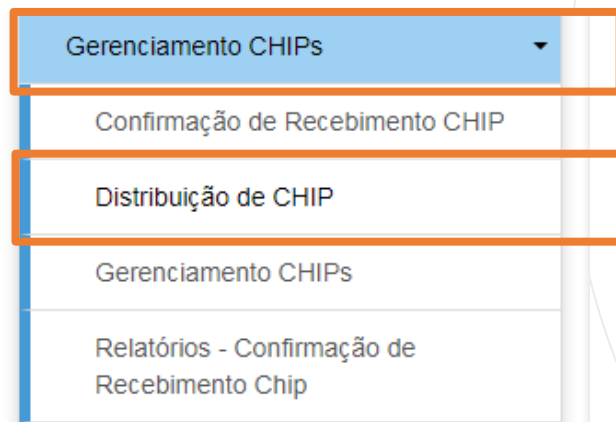 Gerenciamento CHIPs
Confirmação de Recebimento CHIP
Distribuição de CHIP
Gerenciamento CHIPs
Relatórios - Confirmação de
Recebimento Chip